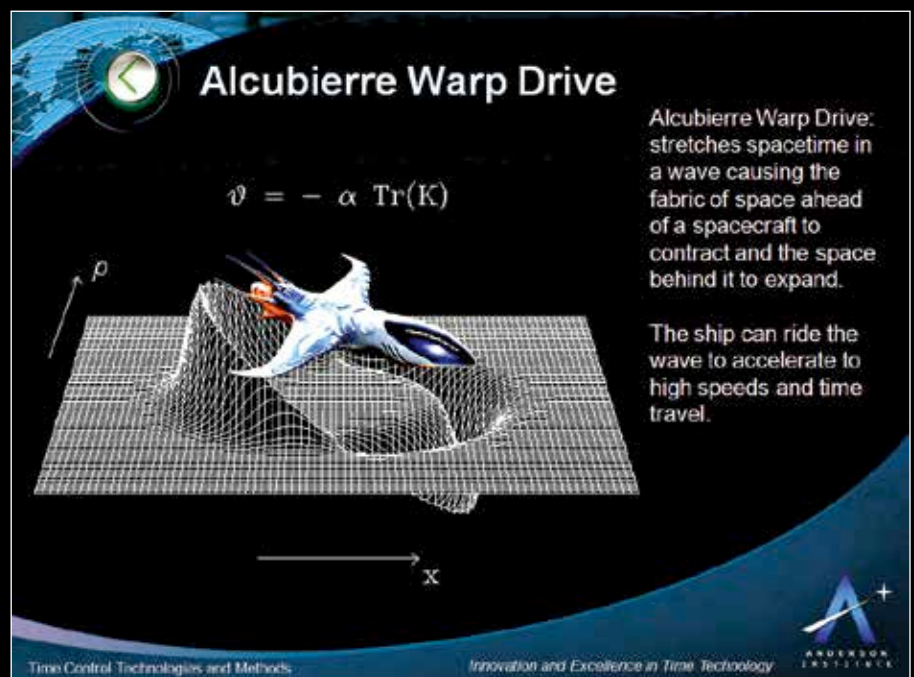 Alcubierre Warp Drive
Alcubierre Warp Drive:
stretches spacetime in
a wave causing the
fabric of space ahead
of a spacecraft to
contract and the space
behind it to expand.
The ship can ride the
wave to accelerate to
high speeds and time
travel.
ϑ = - α Tr(K)
ρ
x
Time Control Technologies and Methods
Innovation and Excellence in Time Technology
ANDERSON
INSTITUTE